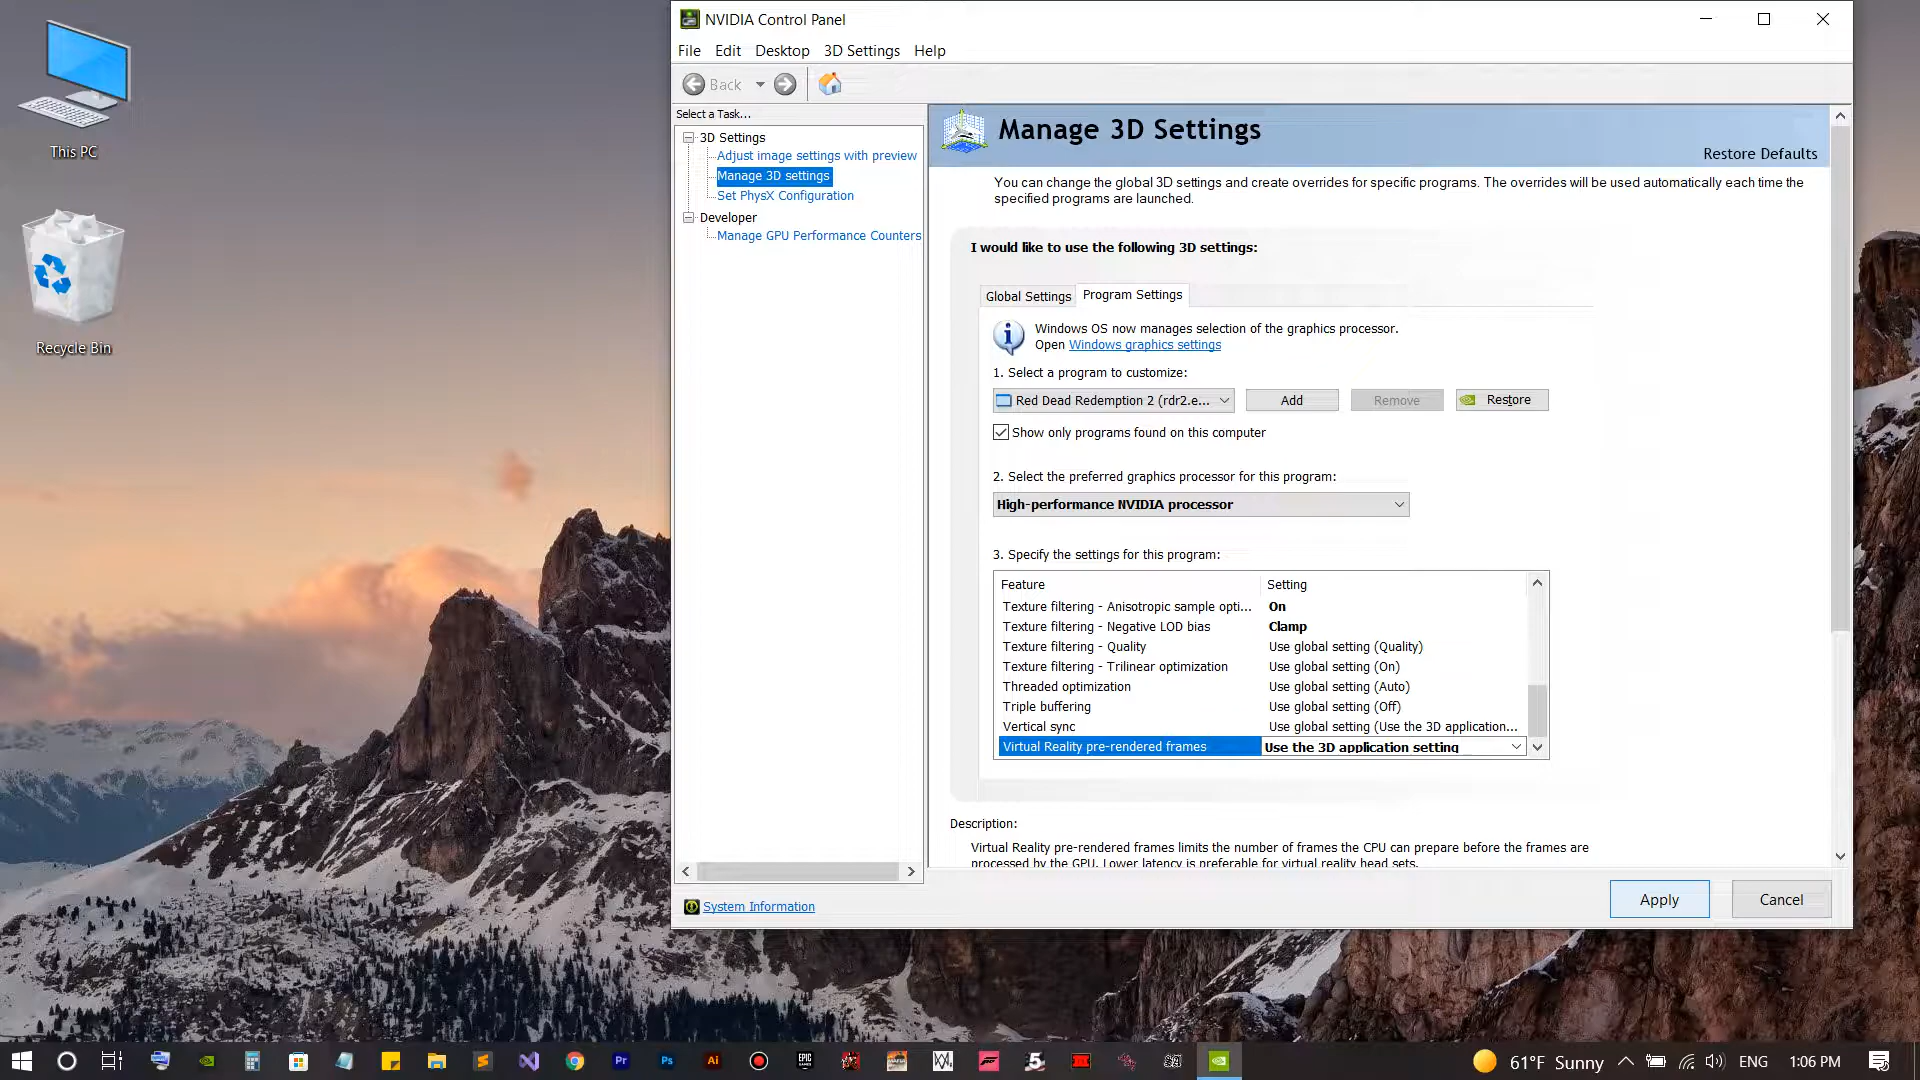 This PC
Recycle Bin
NVIDIA Control Panel
File Edit Desktop 3D Settings Help
Back
Select a Task...
3D Settings
Adjust image settings with preview
Manage 3D settings
Set PhysX Configuration
Developer
Manage GPU Performance Counters
System Information
Manage 3D Settings
Restore Defaults
You can change the global 3D settings and create overrides for specific programs. The overrides will be used automatically each time the
specified programs are launched.
I would like to use the following 3D settings:
Global Settings Program Settings
Windows OS now manages selection of the graphics processor.
Open Windows graphics settings
1. Select a program to customize:
Red Dead Redemption 2 (rdr2.e... Add Remove Restore
Show only programs found on this computer
2. Select the preferred graphics processor for this program:
High-performance NVIDIA processor
3. Specify the settings for this program:
Feature Setting
Texture filtering - Anisotropic sample opti... On
Texture filtering - Negative LOD bias Clamp
Texture filtering - Quality Use global setting (Quality)
Texture filtering - Trilinear optimization Use global setting (On)
Threaded optimization Use global setting (Auto)
Triple buffering Use global setting (Off)
Vertical sync Use global setting (Use the 3D application...
Virtual Reality pre-rendered frames Use the 3D application setting
Description:
Virtual Reality pre-rendered frames limits the number of frames the CPU can prepare before the frames are
processed by the GPU. Lower latency is preferable for virtual reality head sets.
Apply Cancel
Pr Ps Ai EPIC GAMES 5 61°F Sunny ENG 1:06 PM